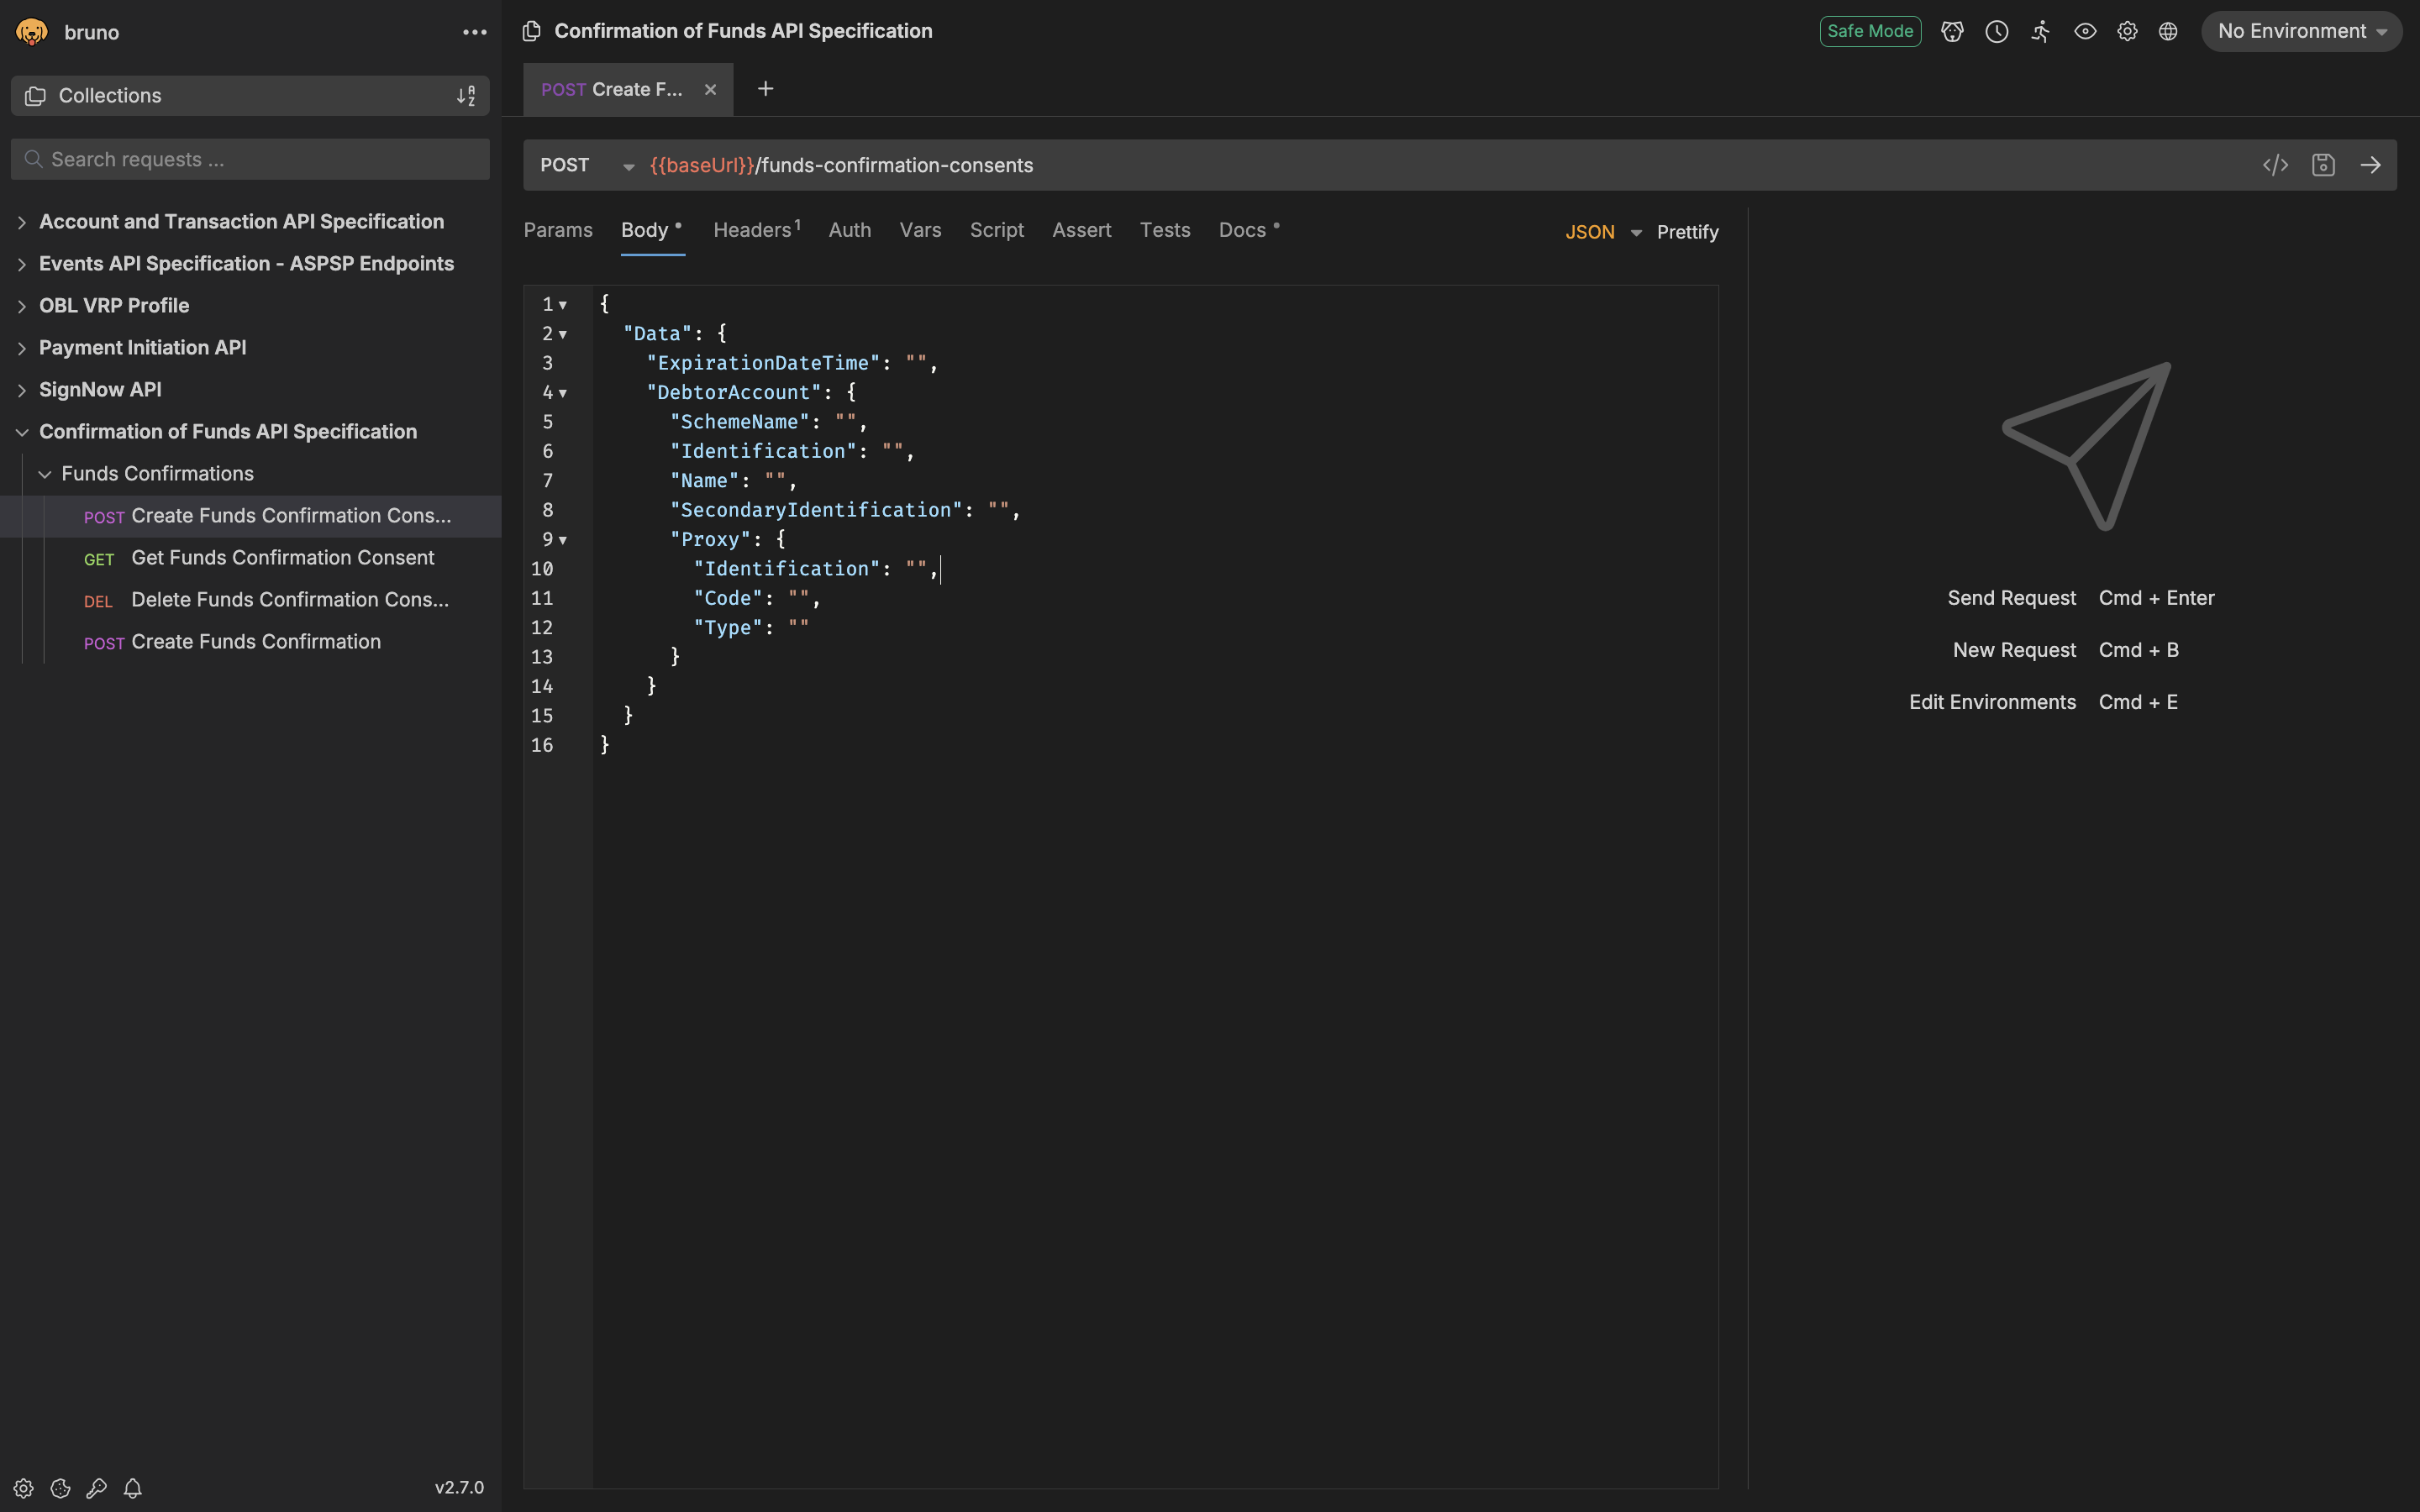 bruno
Collections
Search requests ...
Account and Transaction API Specification
Events API Specification - ASPSP Endpoints
OBL VRP Profile
Payment Initiation API
SignNow API
Confirmation of Funds API Specification
Funds Confirmations
POST Create Funds Confirmation Cons...
GET Get Funds Confirmation Consent
DEL Delete Funds Confirmation Cons...
POST Create Funds Confirmation
v2.7.0
Confirmation of Funds API Specification
Safe Mode
No Environment
POST Create F...
POST {{baseUrl}}/funds-confirmation-consents
Params Body Headers1 Auth Vars Script Assert Tests Docs JSON Prettify
1 {
2 "Data": {
3 "ExpirationDateTime": "",
4 "DebtorAccount": {
5 "SchemeName": "",
6 "Identification": "",
7 "Name": "",
8 "SecondaryIdentification": "",
9 "Proxy": {
10 "Identification": "",
11 "Code": "",
12 "Type": ""
13 }
14 }
15 }
16 }
Send Request Cmd + Enter
New Request Cmd + B
Edit Environments Cmd + E